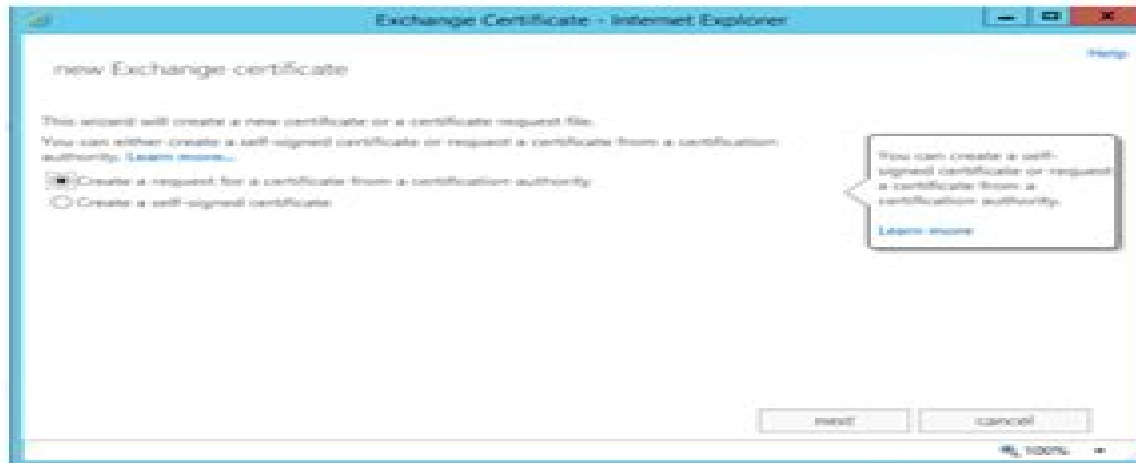 Exchange Certificate - Internet Explorer
Help
new Exchange certificate
This wizard will create a new certificate or a certificate request file.
You can either create a self-signed certificate or request a certificate from a certification
authority. Learn more...
Create a request for a certificate from a certification authority
Create a self-signed certificate
You can create a self-
signed certificate or request
a certificate from a
certification authority.
Learn more
next
cancel
100%